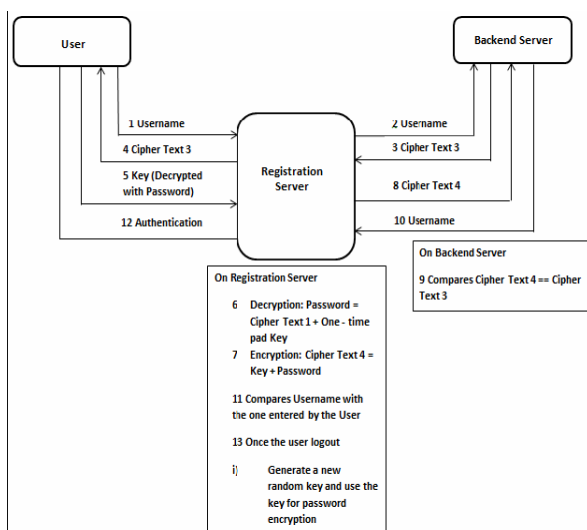 User
Backend Server
1 Username
4 Cipher Text 3
5 Key (Decrypted
with Password)
12 Authentication
Registration
Server
2 Username
3 Cipher Text 3
8 Cipher Text 4
10 Username
On Backend Server
9 Compares Cipher Text 4 == Cipher
Text 3
On Registration Server
6 Decryption: Password =
Cipher Text 1 + One - time
pad Key
7 Encryption: Cipher Text 4 =
Key + Password
11 Compares Username with
the one entered by the User
13 Once the user logout
i) Generate a new
random key and use the
key for password
encryption